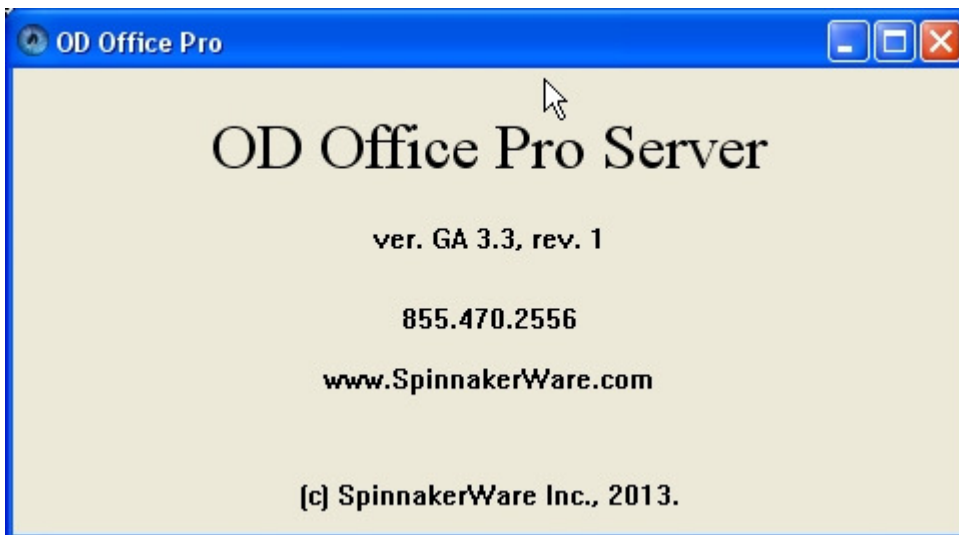 OD Office Pro
OD Office Pro Server
ver. GA 3.3, rev. 1
855.470.2556
www.SpinnakerWare.com
(c) SpinnakerWare Inc., 2013.